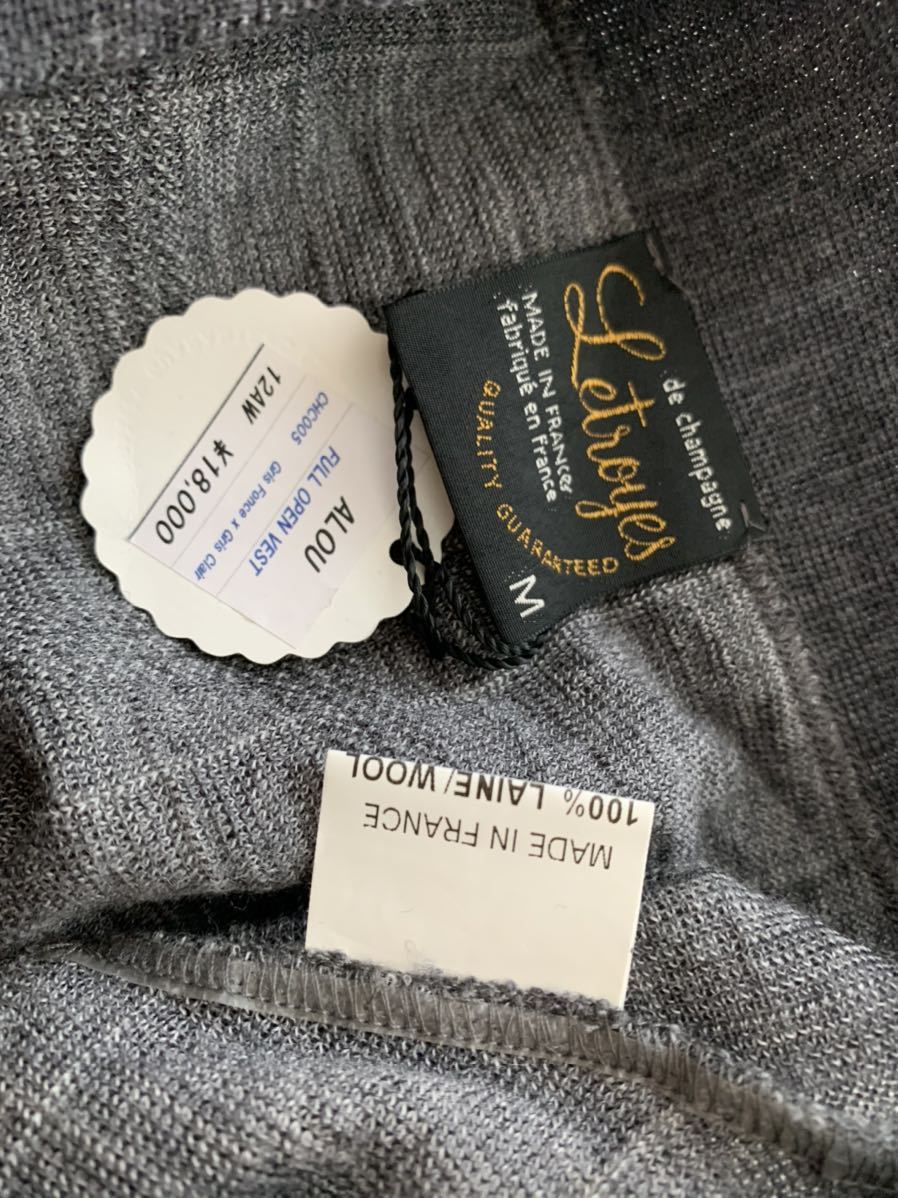 de champagne
Letroyes
MADE IN FRANCE
fabriqué en France
QUALITY GUARANTEED
M
ALOU
FULL OPEN VEST
CHC005 Gris Fonce x Gris Clair
12AW ¥18,000
MADE IN FRANCE
100% LAINE/WOOL